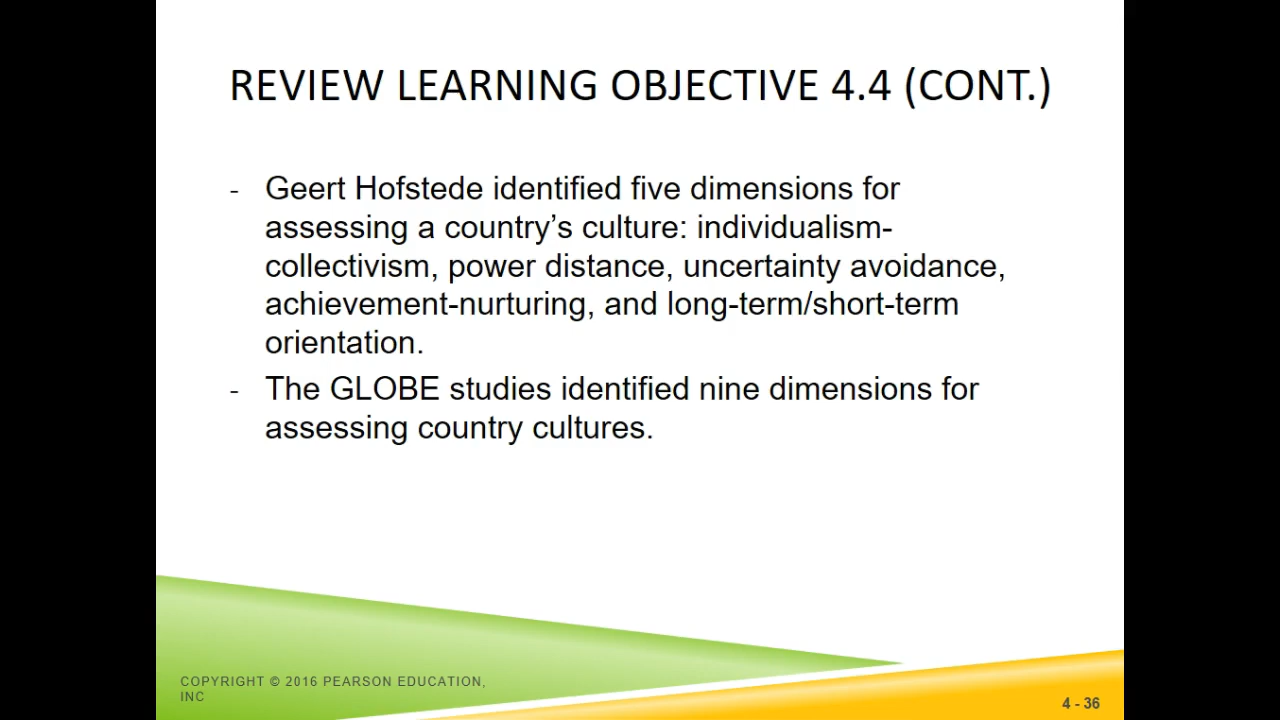 REVIEW LEARNING OBJECTIVE 4.4 (CONT.)
- Geert Hofstede identified five dimensions for
assessing a country’s culture: individualism-
collectivism, power distance, uncertainty avoidance,
achievement-nurturing, and long-term/short-term
orientation.
- The GLOBE studies identified nine dimensions for
assessing country cultures.
COPYRIGHT © 2016 PEARSON EDUCATION,
INC
4 - 36